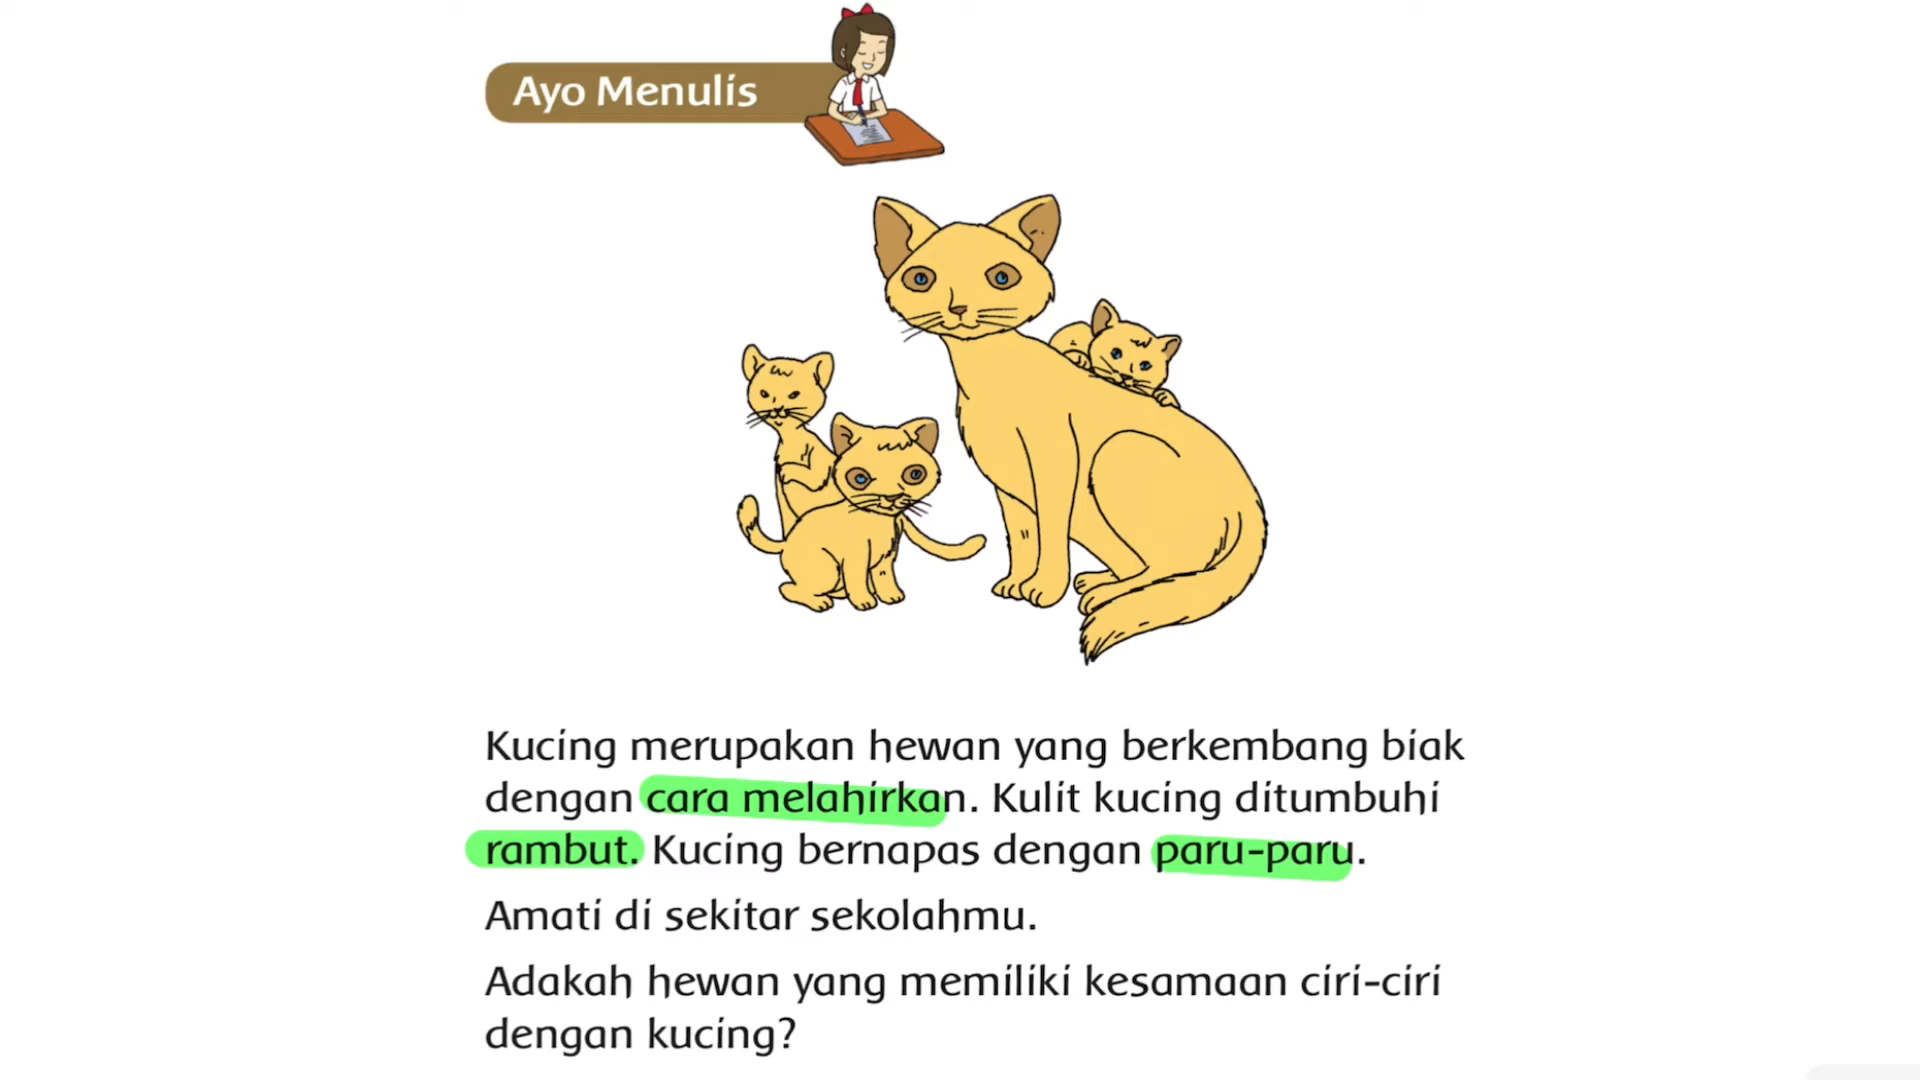 Ayo Menulis
Kucing merupakan hewan yang berkembang biak
dengan cara melahirkan. Kulit kucing ditumbuhi
rambut. Kucing bernapas dengan paru-paru.
Amati di sekitar sekolahmu.
Adakah hewan yang memiliki kesamaan ciri-ciri
dengan kucing?